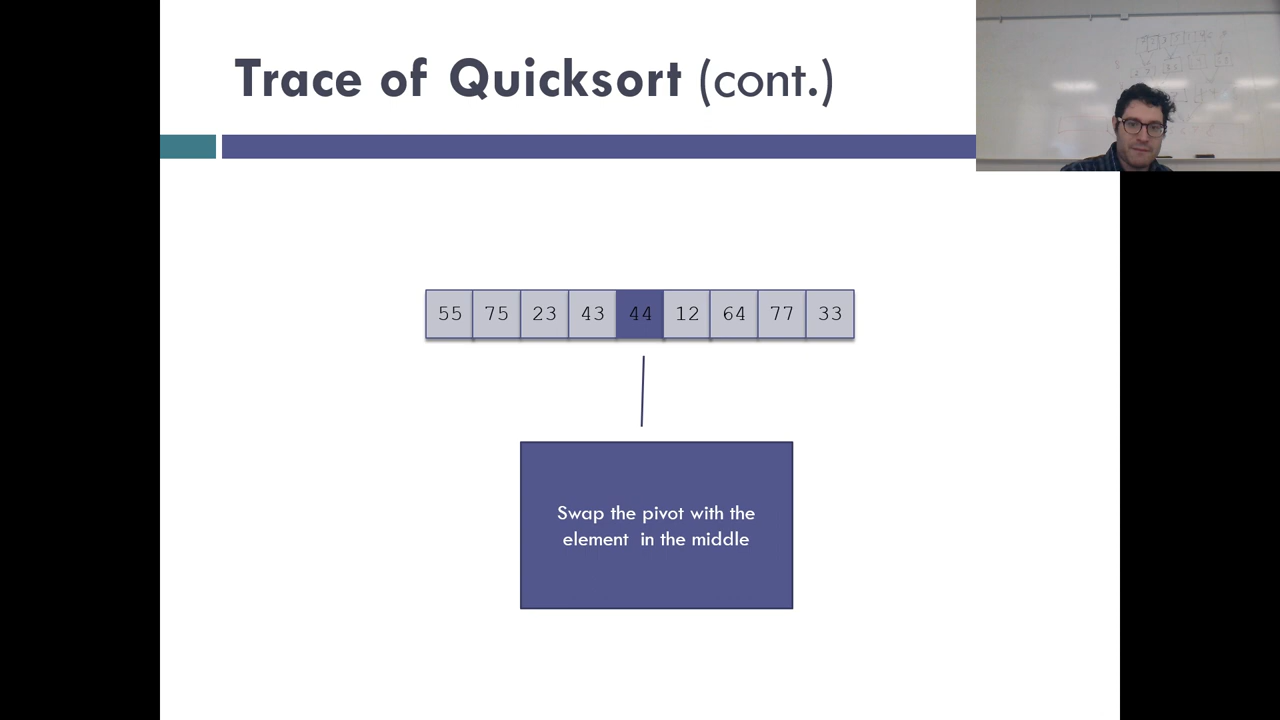 Trace of Quicksort (cont.)
55 75 23 43 44 12 64 77 33
Swap the pivot with the
element in the middle